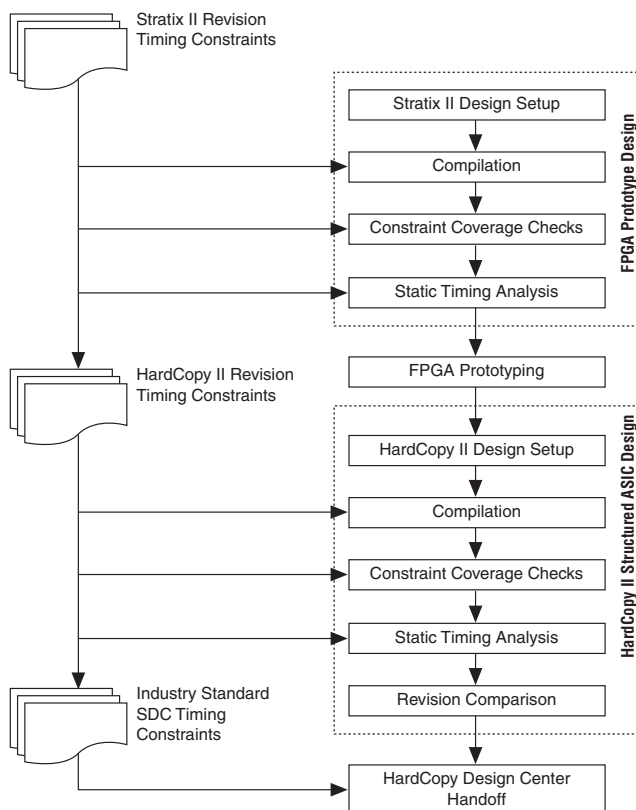 Stratix II Revision
Timing Constraints
Stratix II Design Setup
Compilation
Constraint Coverage Checks
Static Timing Analysis
FPGA Prototype Design
HardCopy II Revision
Timing Constraints
FPGA Prototyping
HardCopy II Design Setup
Compilation
Constraint Coverage Checks
Static Timing Analysis
Revision Comparison
HardCopy II Structured ASIC Design
Industry Standard
SDC Timing
Constraints
HardCopy Design Center
Handoff